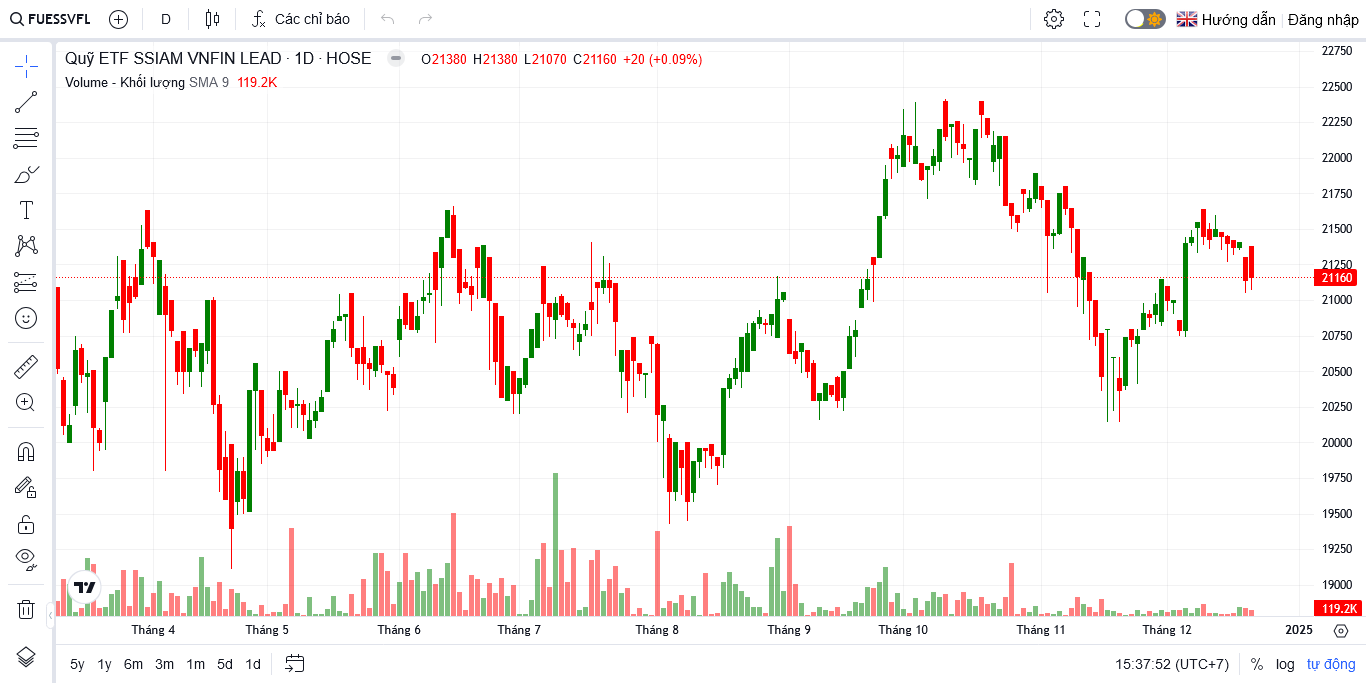 FUESSVFL D Các chỉ báo Hướng dẫn Đăng nhập
Quỹ ETF SSIAM VNFIN LEAD · 1D · HOSE O21380 H21380 L21070 C21160 +20 (+0.09%)
Volume - Khối lượng SMA 9 119.2K
22750
22500
22250
22000
21750
21500
21250
21160
21000
20750
20500
20250
20000
19750
19500
19250
19000
119.2K
Tháng 4 Tháng 5 Tháng 6 Tháng 7 Tháng 8 Tháng 9 Tháng 10 Tháng 11 Tháng 12 2025
5y 1y 6m 3m 1m 5d 1d 15:37:52 (UTC+7) % log tự động